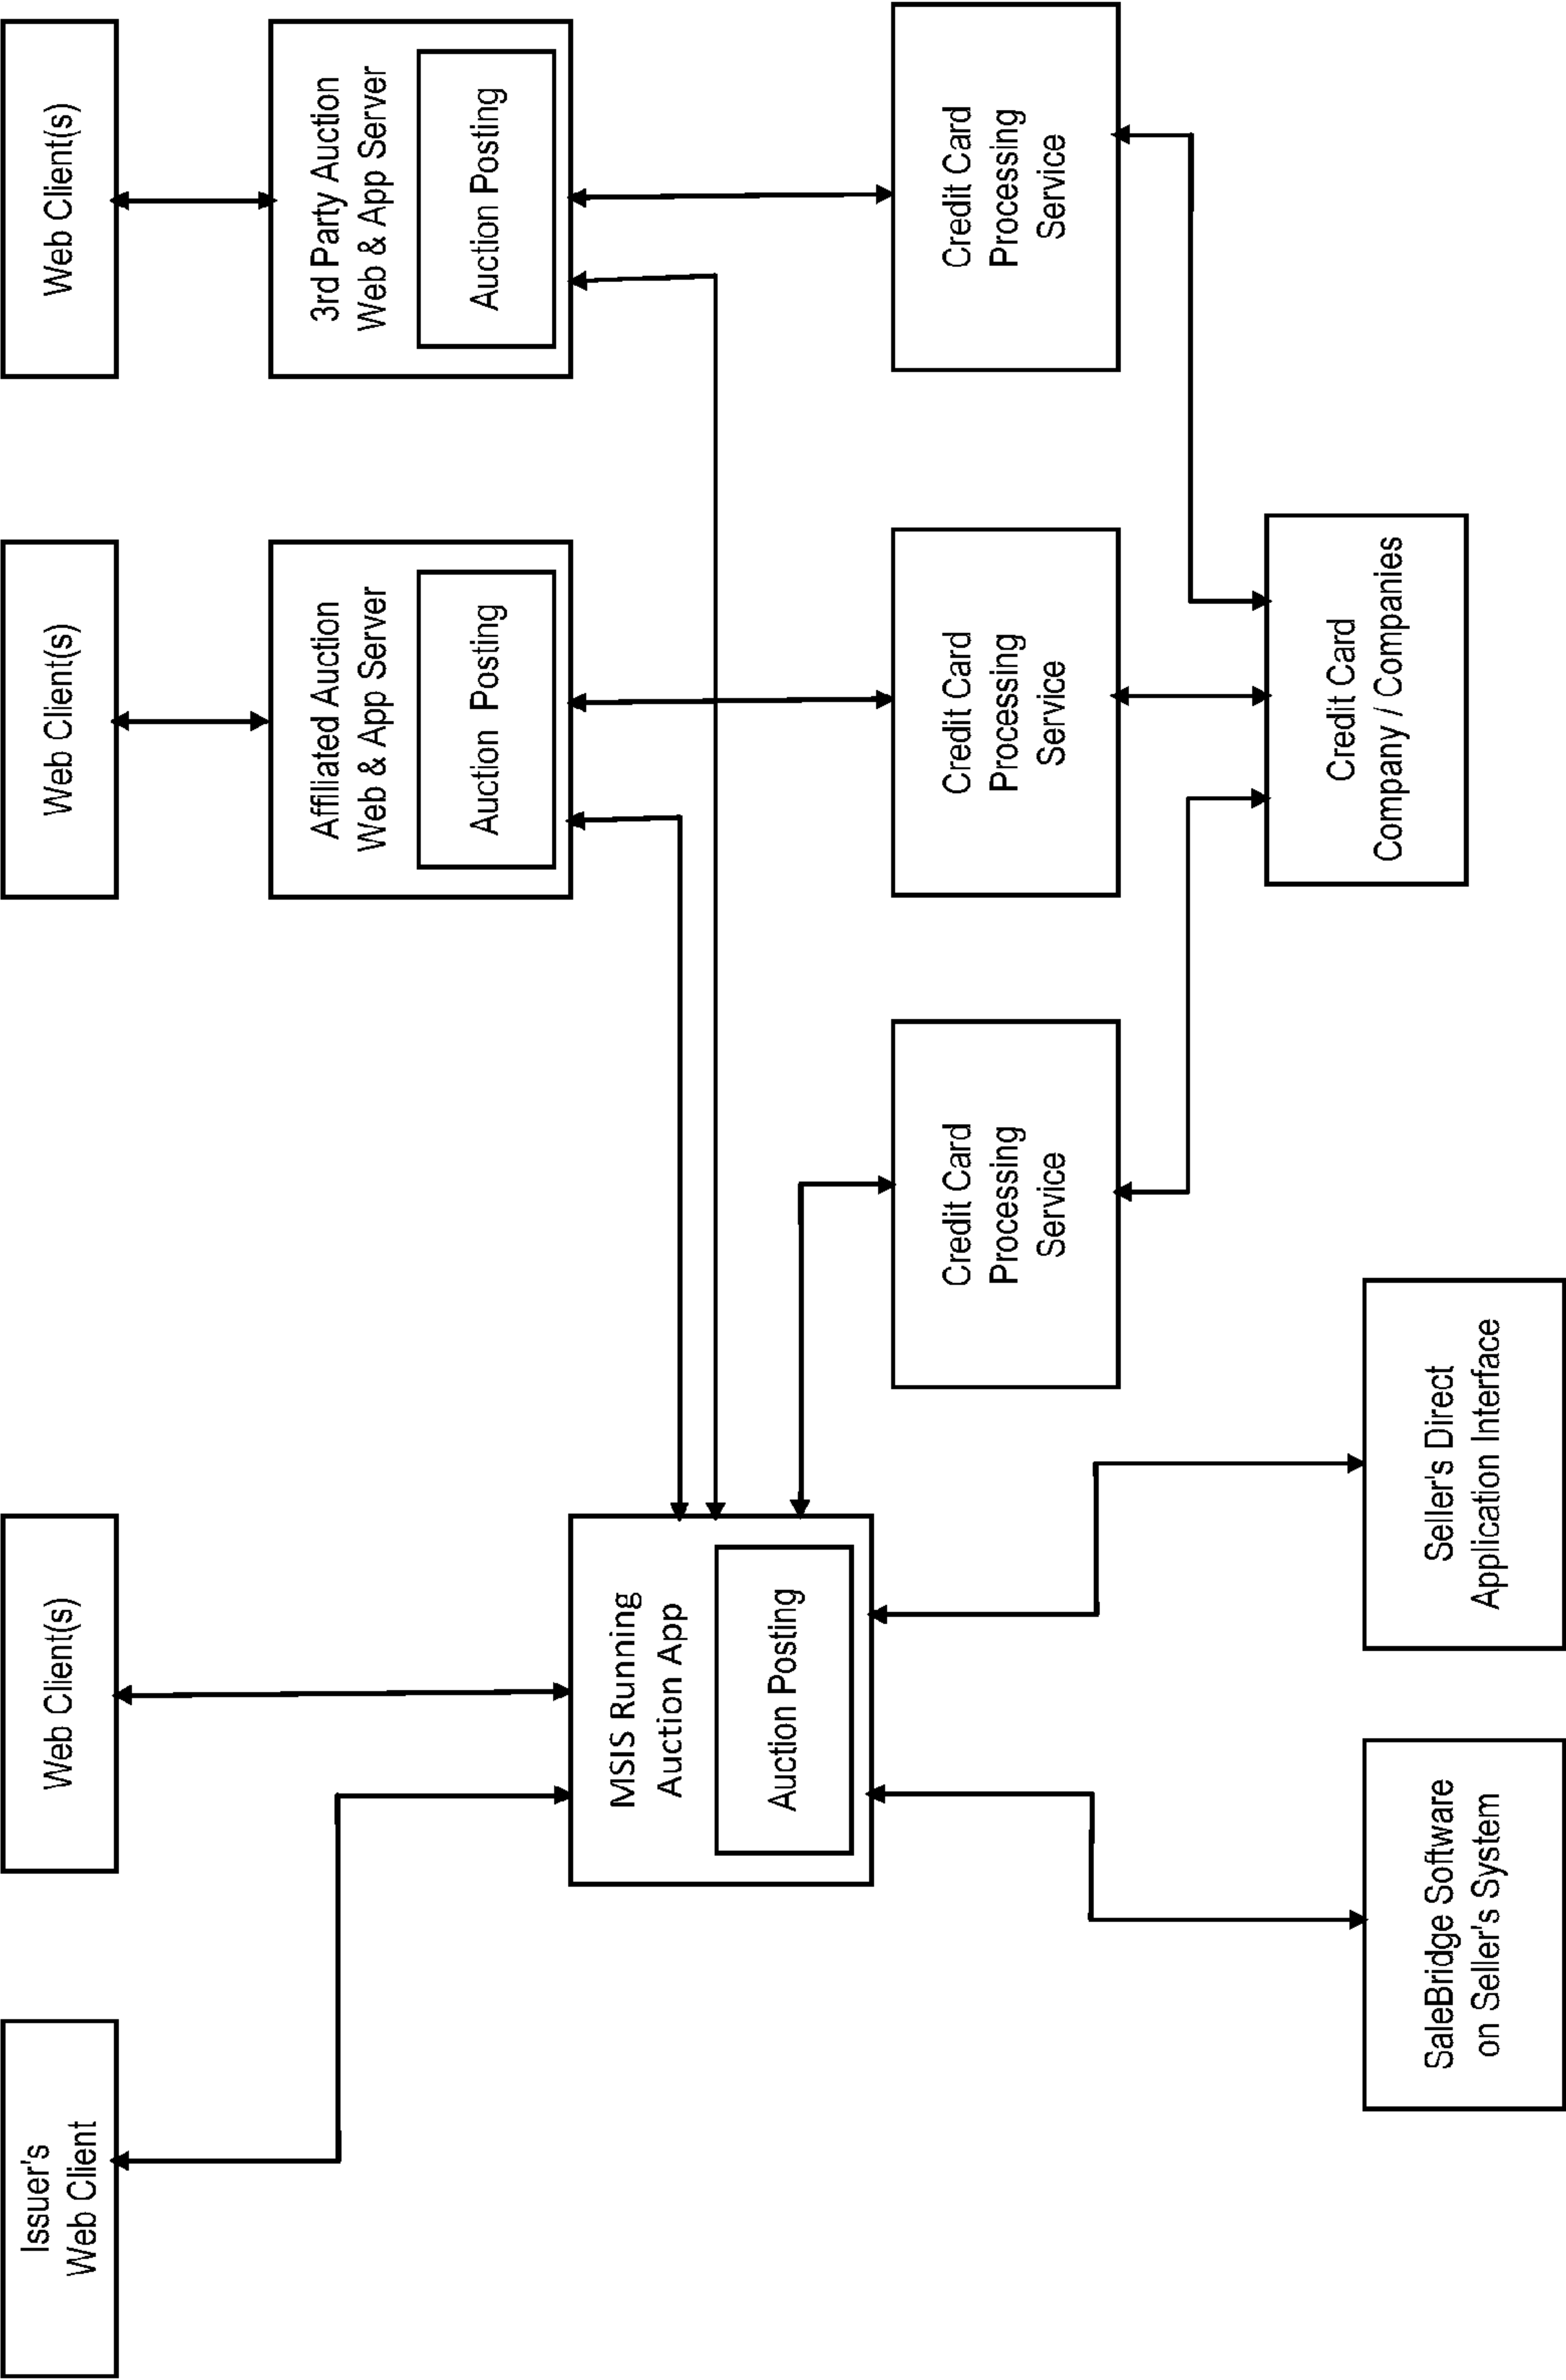 Issuer's
Web Client
Web Client(s)
Web Client(s)
Web Client(s)
Affiliated Auction
Web & App Server
Auction Posting
3rd Party Auction
Web & App Server
Auction Posting
MSIS Running
Auction App
Auction Posting
Credit Card
Processing
Service
Credit Card
Processing
Service
Credit Card
Processing
Service
Credit Card
Company / Companies
SaleBridge Software
on Seller's System
Seller's Direct
Application Interface